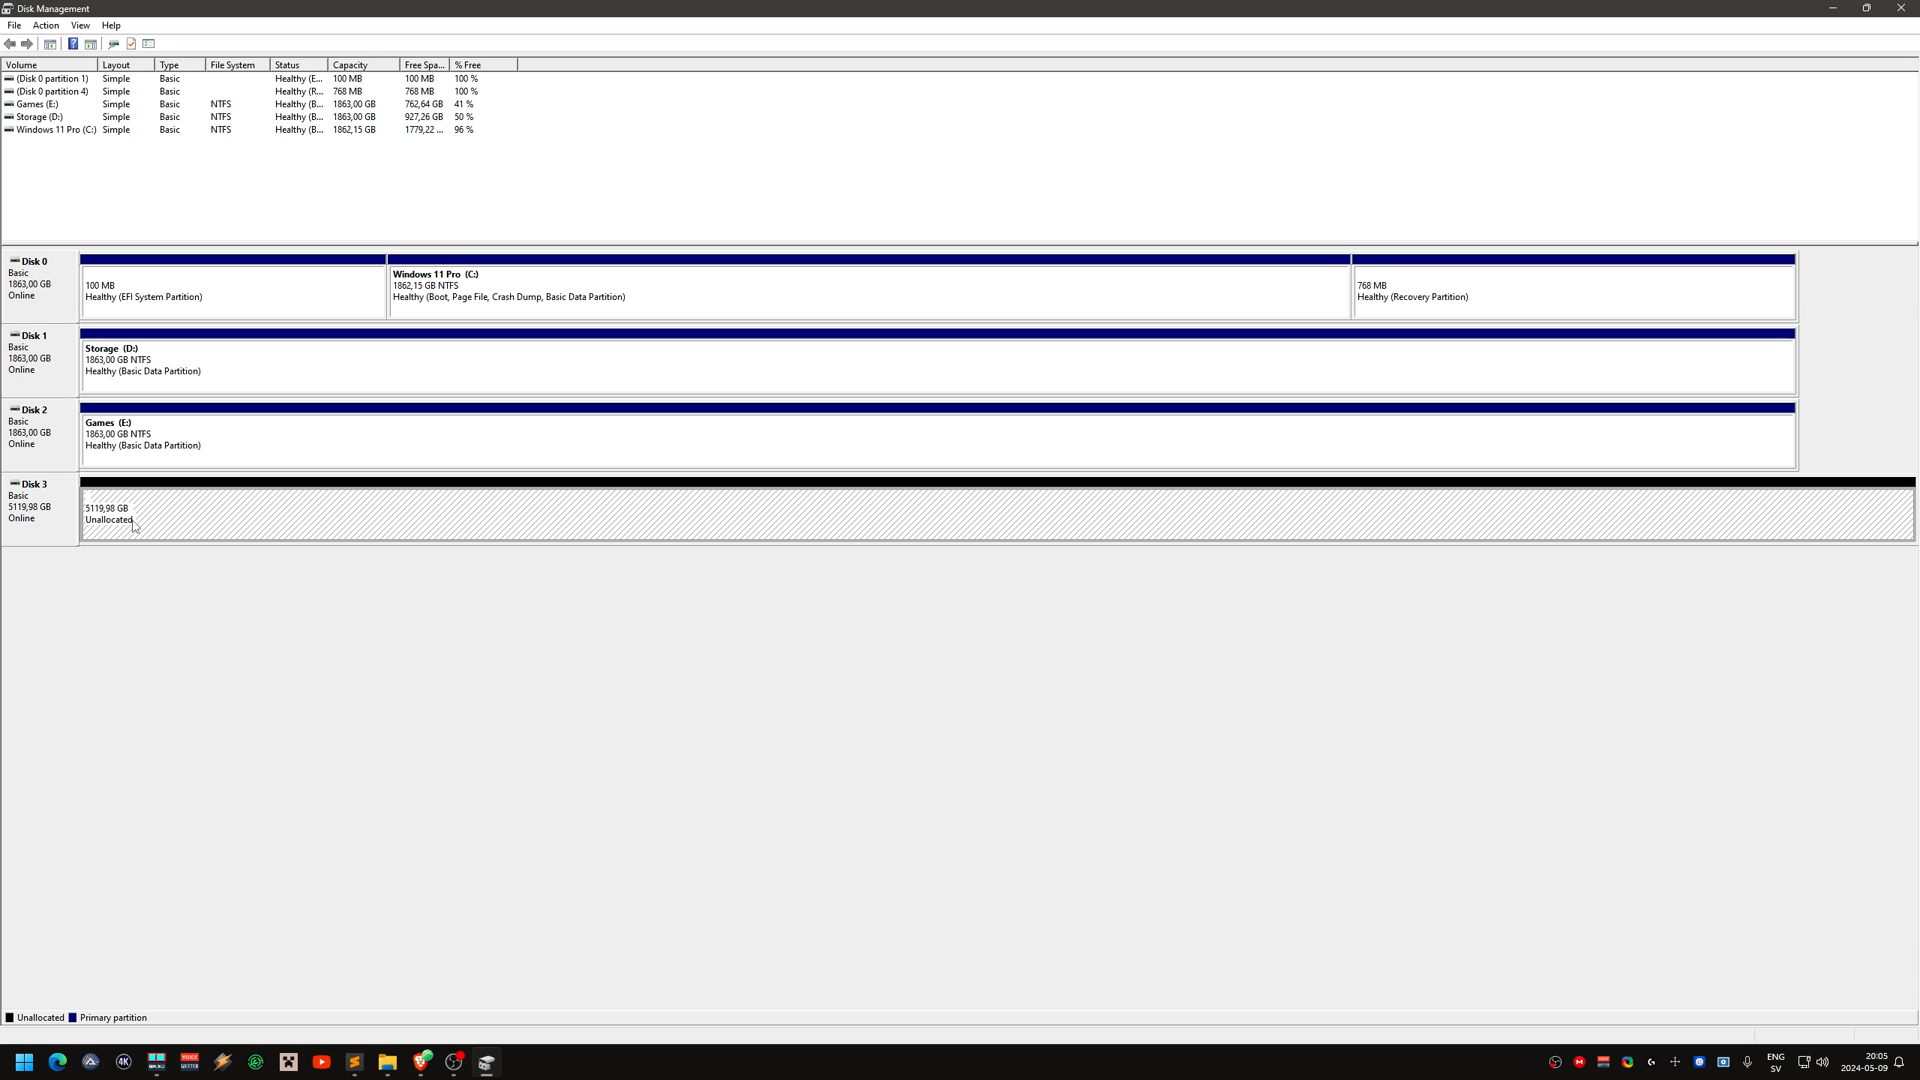 Disk Management
File Action View Help
Volume Layout Type File System Status Capacity Free Spa... % Free
(Disk 0 partition 1) Simple Basic Healthy (E... 100 MB 100 MB 100 %
(Disk 0 partition 4) Simple Basic Healthy (R... 768 MB 768 MB 100 %
Games (E:) Simple Basic NTFS Healthy (B... 1863,00 GB 762,64 GB 41 %
Storage (D:) Simple Basic NTFS Healthy (B... 1863,00 GB 927,26 GB 50 %
Windows 11 Pro (C:) Simple Basic NTFS Healthy (B... 1862,15 GB 1779,22 ... 96 %
Disk 0
Basic
1863,00 GB
Online
100 MB
Healthy (EFI System Partition)
Windows 11 Pro (C:)
1862,15 GB NTFS
Healthy (Boot, Page File, Crash Dump, Basic Data Partition)
768 MB
Healthy (Recovery Partition)
Disk 1
Basic
1863,00 GB
Online
Storage (D:)
1863,00 GB NTFS
Healthy (Basic Data Partition)
Disk 2
Basic
1863,00 GB
Online
Games (E:)
1863,00 GB NTFS
Healthy (Basic Data Partition)
Disk 3
Basic
5119,98 GB
Online
5119,98 GB
Unallocated
Unallocated Primary partition
4K
VOICE
ENG
SV
20:05
2024-05-09